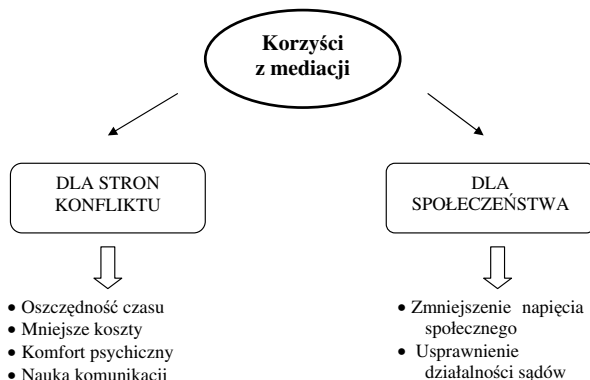 Korzyści
z mediacji
DLA STRON
KONFLIKTU
• Oszczędność czasu
• Mniejsze koszty
• Komfort psychiczny
• Nauka komunikacji
DLA
SPOŁECZEŃSTWA
• Zmniejszenie napięcia
społecznego
• Usprawnienie
działalności sądów